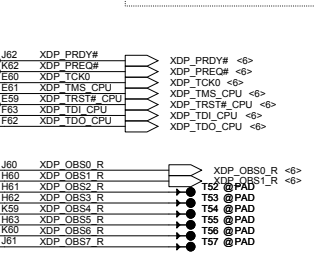 J62 XDP_PRDY# XDP_PRDY# <6>
K62 XDP_PREQ# XDP_PREQ# <6>
E60 XDP_TCK0 XDP_TCK0 <6>
E61 XDP_TMS_CPU XDP_TMS_CPU <6>
E59 XDP_TRST#_CPU XDP_TRST#_CPU <6>
F63 XDP_TDI_CPU XDP_TDI_CPU <6>
F62 XDP_TDO_CPU XDP_TDO_CPU <6>
J60 XDP_OBS0_R XDP_OBS0_R <6>
H60 XDP_OBS1_R XDP_OBS1_R <6>
H61 XDP_OBS2_R T52 @PAD
H62 XDP_OBS3_R T53 @PAD
K59 XDP_OBS4_R T54 @PAD
H63 XDP_OBS5_R T55 @PAD
K60 XDP_OBS6_R T56 @PAD
J61 XDP_OBS7_R T57 @PAD